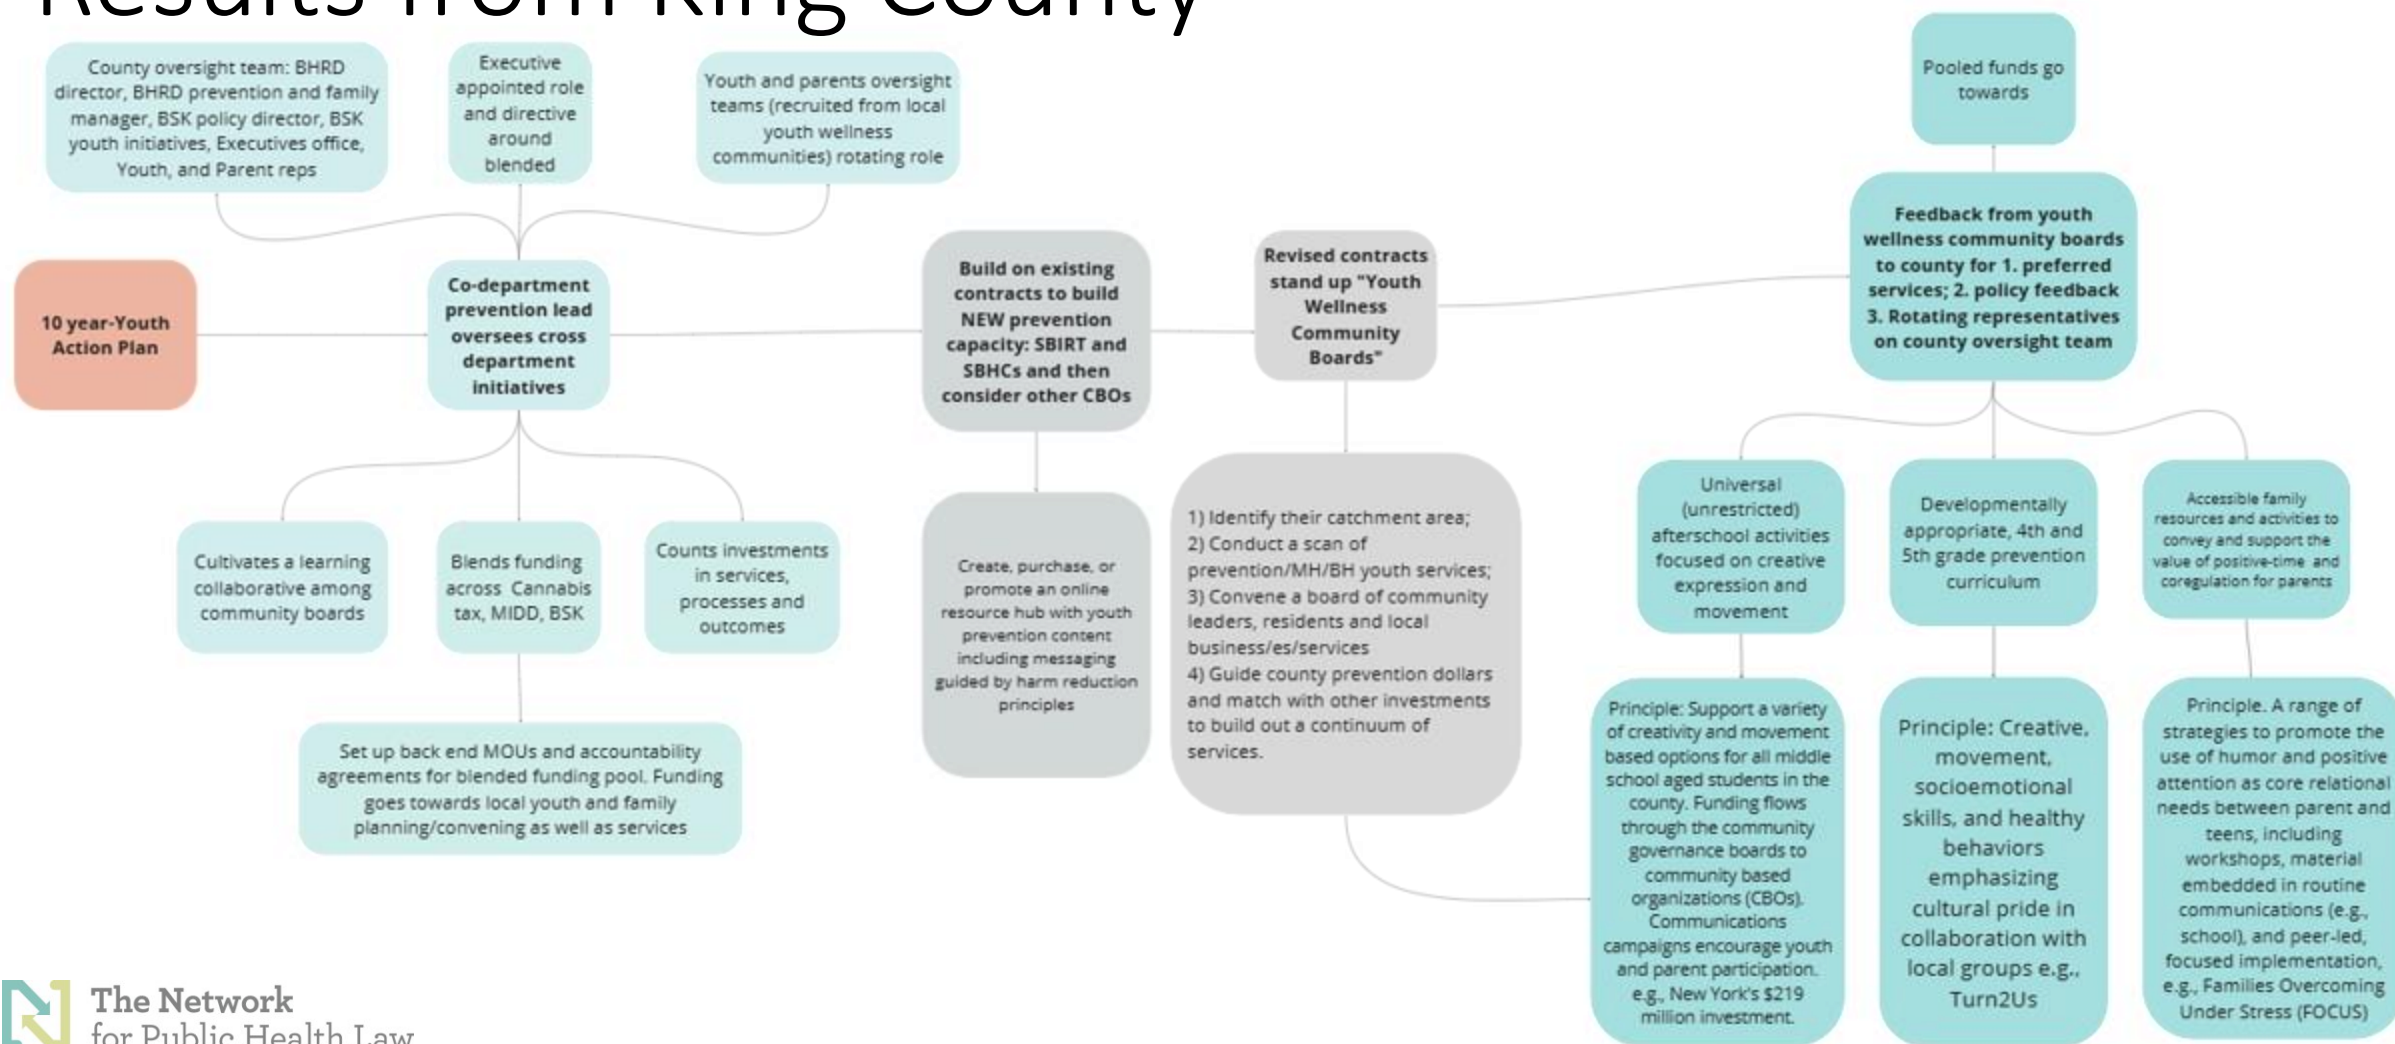 Results from King County
County oversight team: BHRD
director, BHRD prevention and family
manager, BSK policy director, BSK
youth initiatives, Executives office,
Youth, and Parent reps
Executive
appointed role
and directive
around
blended
Youth and parents oversight
teams (recruited from local
youth wellness
communities) rotating role
Pooled funds go
towards
10 year-Youth
Action Plan
Co-department
prevention lead
oversees cross
department
initiatives
Build on existing
contracts to build
NEW prevention
capacity: SBIRT and
SBHCs and then
consider other CBOs
Revised contracts
stand up "Youth
Wellness
Community
Boards"
Feedback from youth
wellness community boards
to county for 1. preferred
services; 2. policy feedback
3. Rotating representatives
on county oversight team
Cultivates a learning
collaborative among
community boards
Blends funding
across Cannabis
tax, MIDD, BSK
Counts investments
in services,
processes and
outcomes
Set up back end MOUs and accountability
agreements for blended funding pool. Funding
goes towards local youth and family
planning/convening as well as services
Create, purchase, or
promote an online
resource hub with youth
prevention content
including messaging
guided by harm reduction
principles
1) Identify their catchment area;
2) Conduct a scan of
prevention/MH/BH youth services;
3) Convene a board of community
leaders, residents and local
business/es/services
4) Guide county prevention dollars
and match with other investments
to build out a continuum of
services.
Universal
(unrestricted)
afterschool activities
focused on creative
expression and
movement
Developmentally
appropriate, 4th and
5th grade prevention
curriculum
Accessible family
resources and activities to
convey and support the
value of positive-time and
coregulation for parents
Principle: Support a variety
of creativity and movement
based options for all middle
school aged students in the
county. Funding flows
through the community
governance boards to
community based
organizations (CBOs).
Communications
campaigns encourage youth
and parent participation.
e.g., New York's $219
million investment.
Principle: Creative,
movement,
socioemotional
skills, and healthy
behaviors
emphasizing
cultural pride in
collaboration with
local groups e.g.,
Turn2Us
Principle. A range of
strategies to promote the
use of humor and positive
attention as core relational
needs between parent and
teens, including
workshops, material
embedded in routine
communications (e.g.,
school), and peer-led,
focused implementation,
e.g., Families Overcoming
Under Stress (FOCUS)
The Network
for Public Health Law